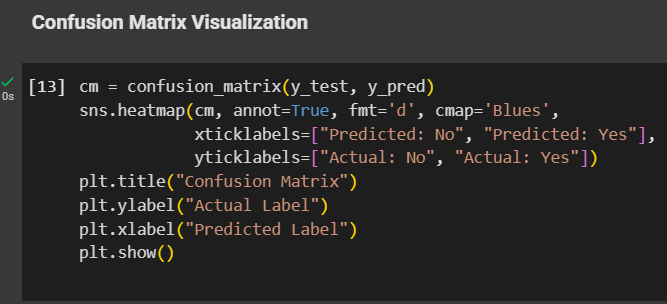 Confusion Matrix Visualization
[13] cm = confusion_matrix(y_test, y_pred)
0s
sns.heatmap(cm, annot=True, fmt='d', cmap='Blues',
xticklabels=["Predicted: No", "Predicted: Yes"],
yticklabels=["Actual: No", "Actual: Yes"])
plt.title("Confusion Matrix")
plt.ylabel("Actual Label")
plt.xlabel("Predicted Label")
plt.show()